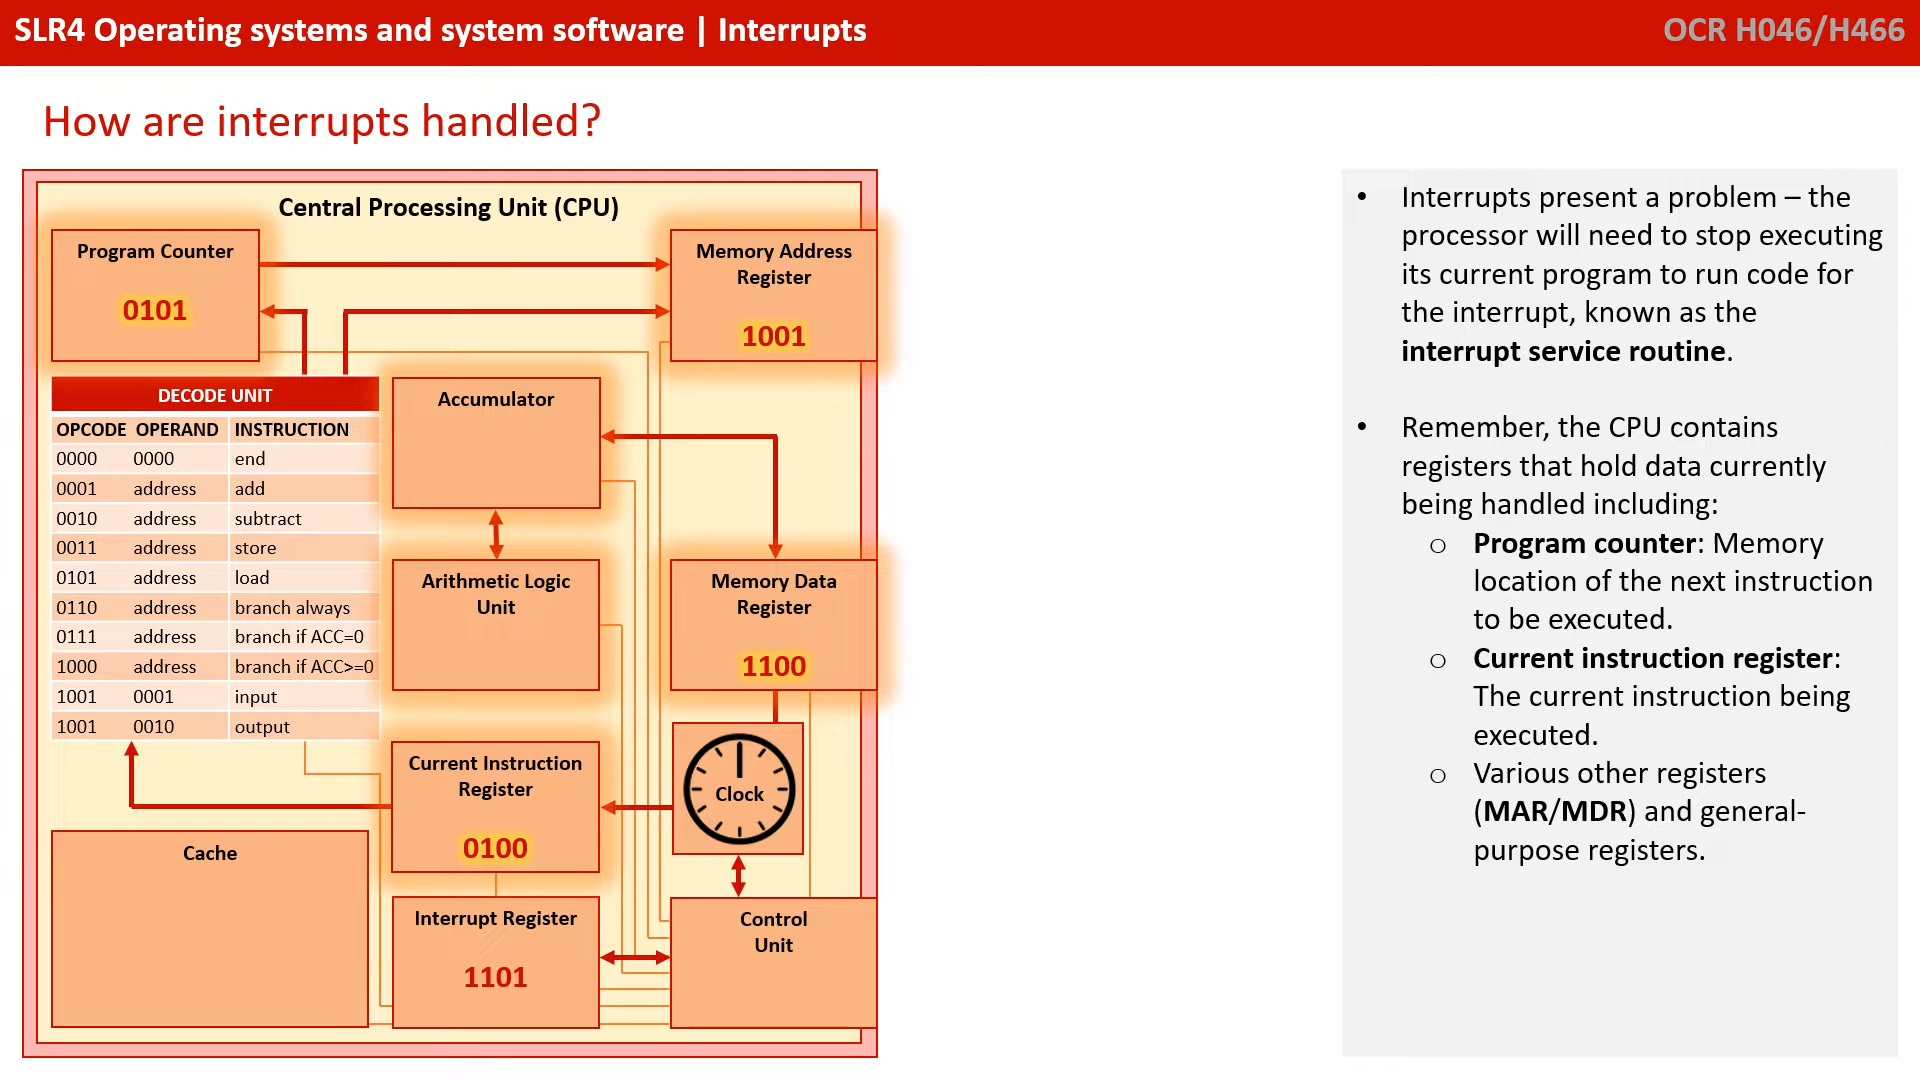 SLR4 Operating systems and system software | Interrupts
OCR H046/H466
How are interrupts handled?
Central Processing Unit (CPU)
Program Counter
0101
Memory Address
Register
1001
DECODE UNIT
OPCODE OPERAND INSTRUCTION
0000 0000 end
0001 address add
0010 address subtract
0011 address store
0101 address load
0110 address branch always
0111 address branch if ACC=0
1000 address branch if ACC>=0
1001 0001 input
1001 0010 output
Accumulator
Arithmetic Logic
Unit
Memory Data
Register
1100
Current Instruction
Register
0100
Clock
Cache
Interrupt Register
1101
Control
Unit
• Interrupts present a problem – the
processor will need to stop executing
its current program to run code for
the interrupt, known as the
interrupt service routine.
• Remember, the CPU contains
registers that hold data currently
being handled including:
o Program counter: Memory
location of the next instruction
to be executed.
o Current instruction register:
The current instruction being
executed.
o Various other registers
(MAR/MDR) and general-
purpose registers.